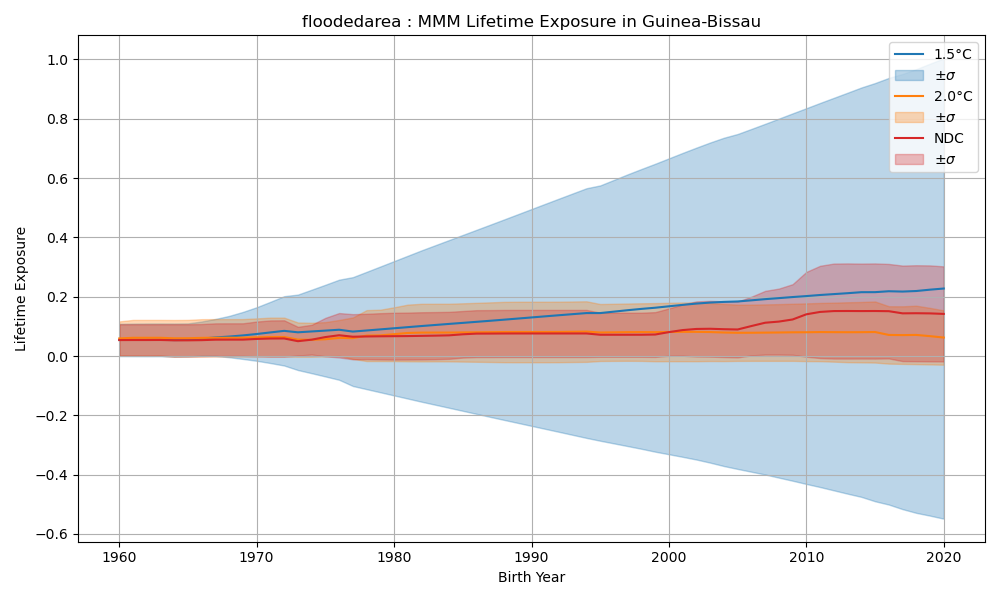 floodedarea : MMM Lifetime Exposure in Guinea-Bissau
1.5°C
±σ
2.0°C
±σ
NDC
±σ
Lifetime Exposure
1.0
0.8
0.6
0.4
0.2
0.0
−0.2
−0.4
−0.6
1960 1970 1980 1990 2000 2010 2020
Birth Year